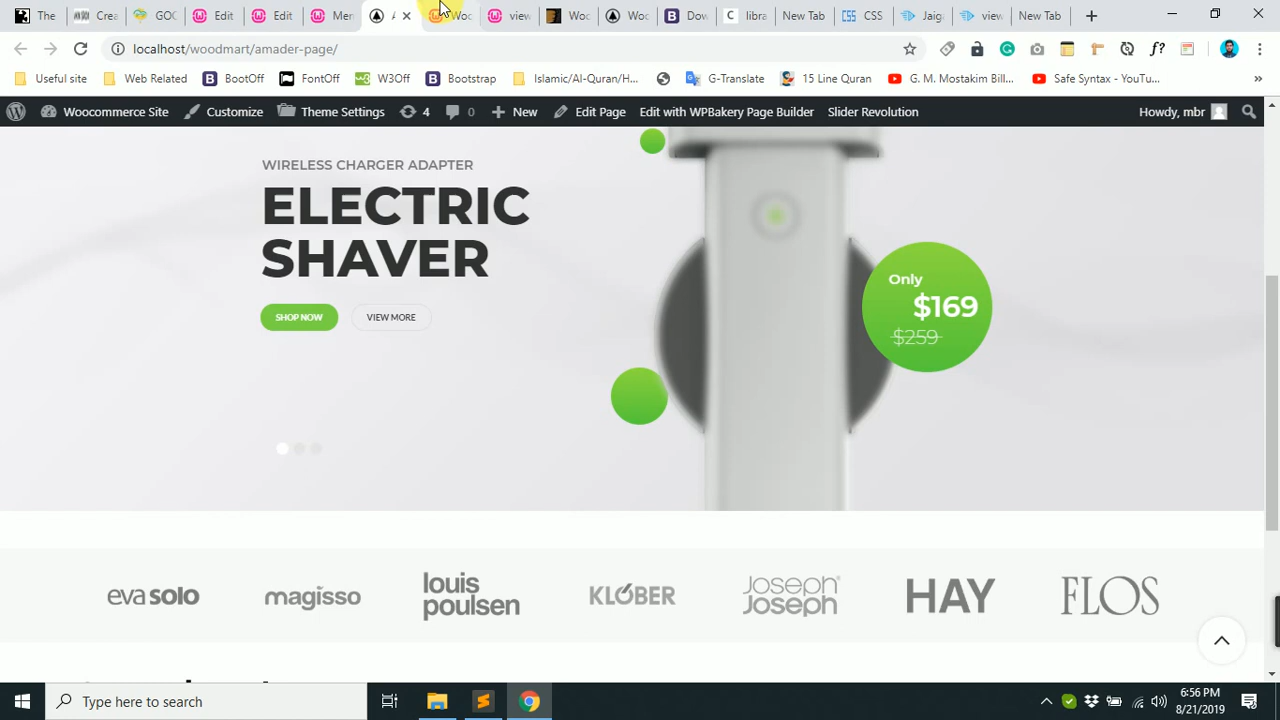 The
Crea
GOO
Edit
Edit
Mer
Woo
view
Woo
Woo
Dow
libra
New Tab
CSS
Jaig
view
New Tab
localhost/woodmart/amader-page/
Useful site
Web Related
BootOff
FontOff
W3Off
Bootstrap
Islamic/Al-Quran/H...
G-Translate
15 Line Quran
G. M. Mostakim Bill...
Safe Syntax - YouTu...
»
Woocommerce Site
Customize
Theme Settings
4
0
New
Edit Page
Edit with WPBakery Page Builder
Slider Revolution
Howdy, mbr
WIRELESS CHARGER ADAPTER
ELECTRIC
SHAVER
SHOP NOW
VIEW MORE
Only
$169
$259
eva solo
magisso
louis
poulsen
KLÖBER
Joseph
Joseph
HAY
FLOS
Type here to search
6:56 PM
8/21/2019